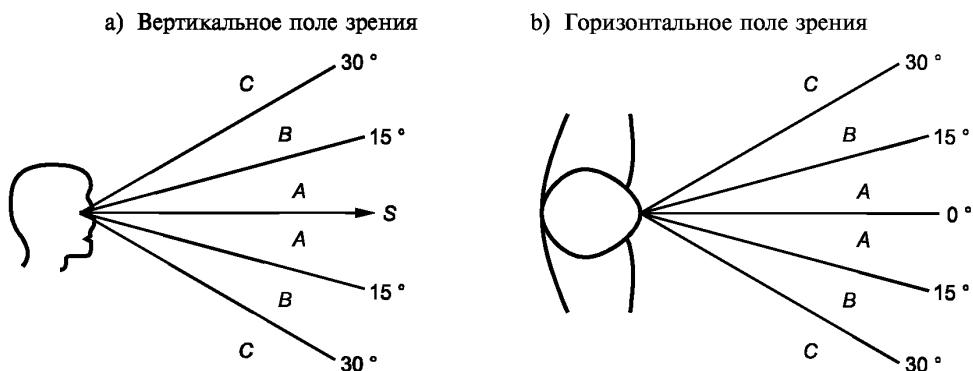 a) Вертикальное поле зрения
30 °
C
B
15 °
A
S
A
15 °
B
C
30 °
b) Горизонтальное поле зрения
30 °
C
B
15 °
A
0 °
A
15 °
B
C
30 °